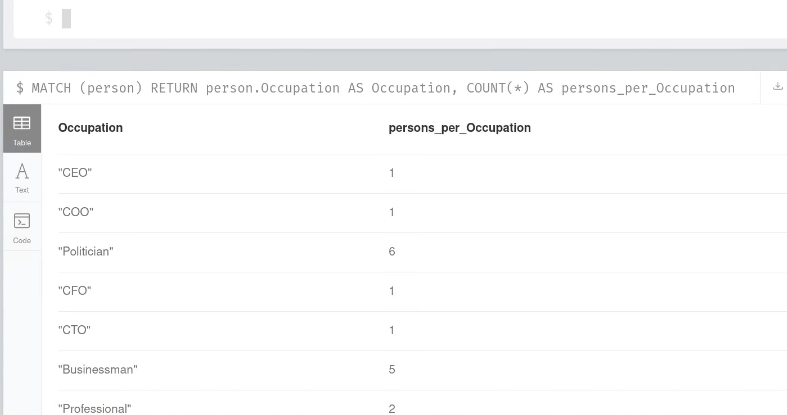 $
$ MATCH (person) RETURN person.Occupation AS Occupation, COUNT(*) AS persons_per_Occupation
Table
Text
Code
Occupation persons_per_Occupation
"CEO" 1
"COO" 1
"Politician" 6
"CFO" 1
"CTO" 1
"Businessman" 5
"Professional" 2